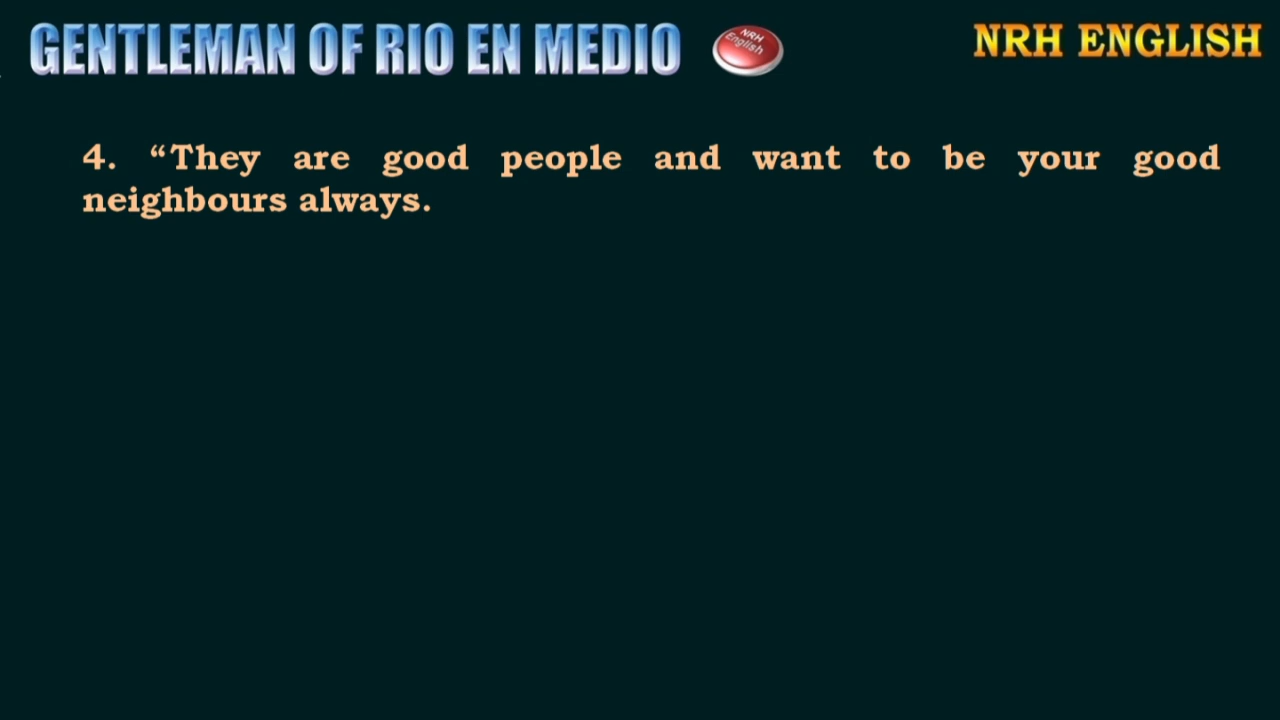 GENTLEMAN OF RIO EN MEDIO
NRH English
NRH ENGLISH
4. “They are good people and want to be your good
neighbours always.